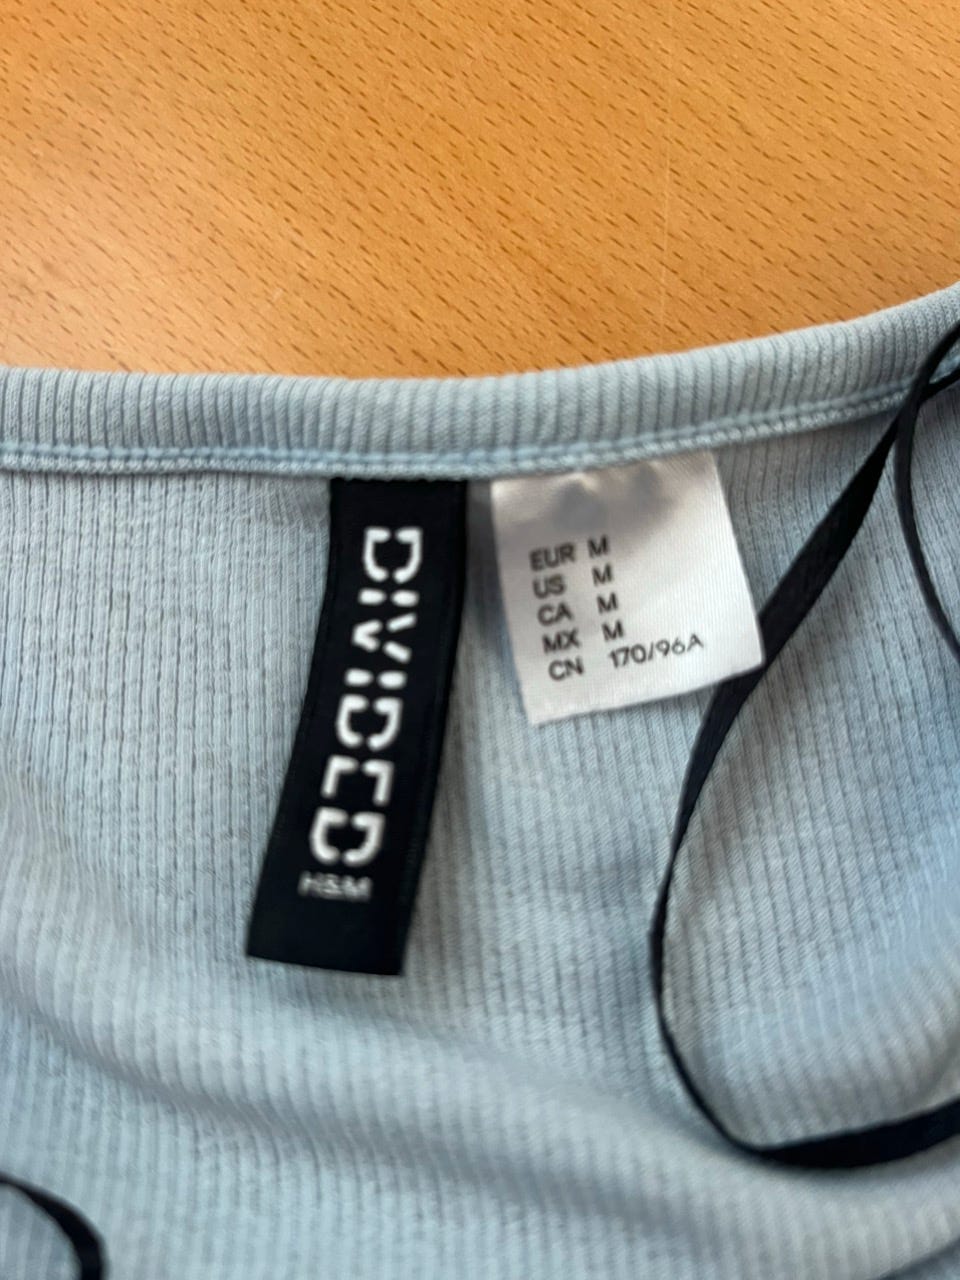 DIVIDED
H&M
EUR M
US M
CA M
MX M
CN 170/96A